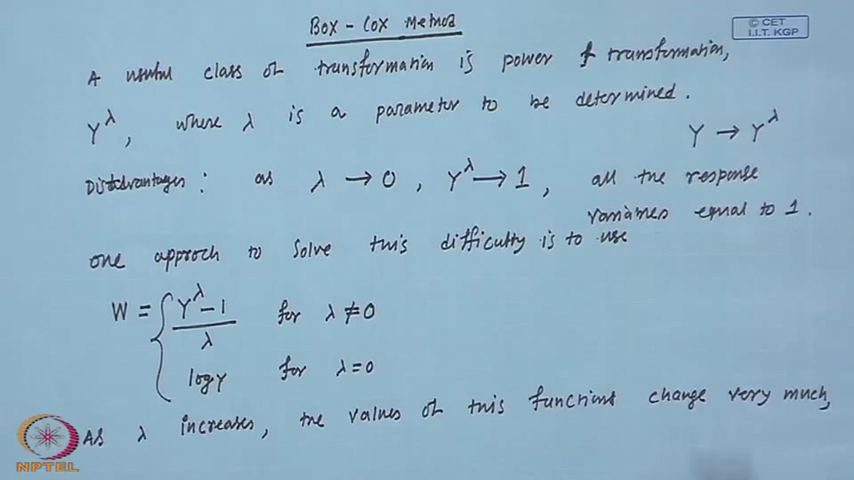 Box - Cox Method
© CET
I.I.T. KGP
A useful class of transformation is power transformation,
Y^λ, where λ is a parameter to be determined.
Y → Y^λ
Disadvantages: as λ → 0, Y^λ → 1, all the response
variables equal to 1.
one approch to solve this difficulty is to use
W = { (Y^λ - 1)/λ for λ ≠ 0
log Y for λ = 0
As λ increases, the values of this functions change very much,
NPTEL